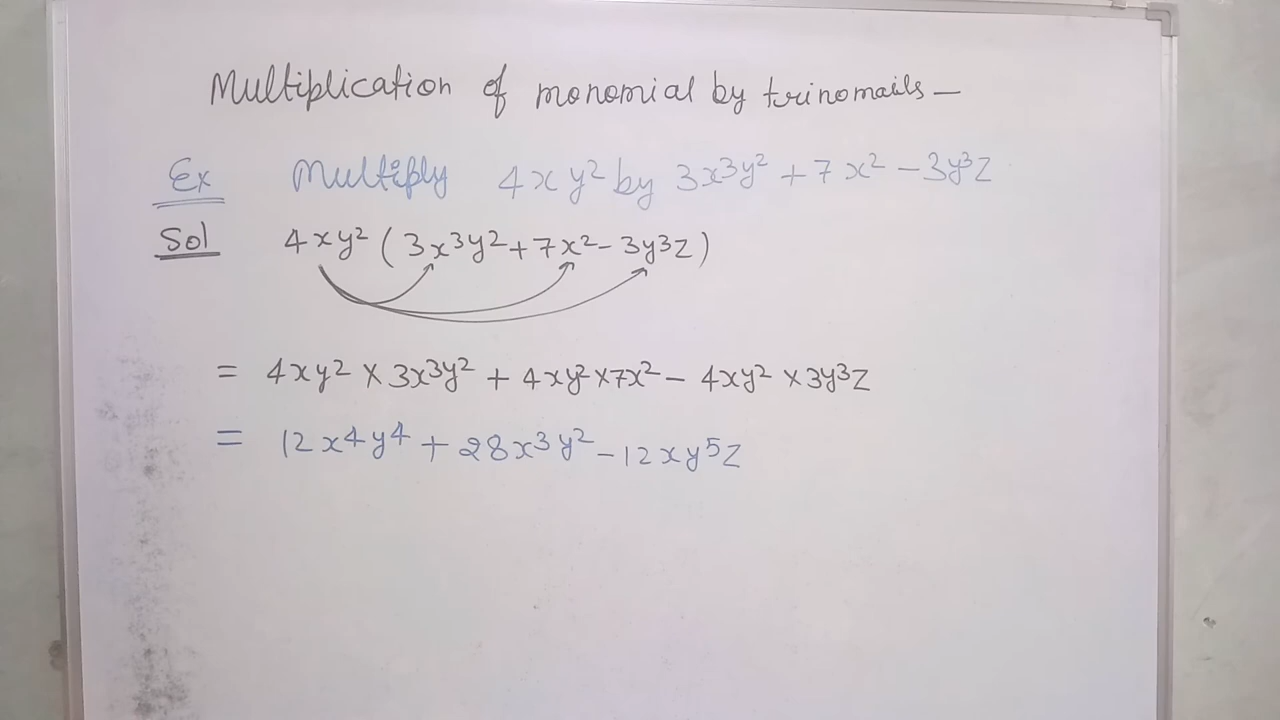 Multiplication of monomial by trinomails –
Ex Multiply 4xy² by 3x³y² + 7x² – 3y³z
Sol 4xy² (3x³y² + 7x² – 3y³z)
= 4xy² × 3x³y² + 4xy² × 7x² – 4xy² × 3y³z
= 12x⁴y⁴ + 28x³y² – 12xy⁵z